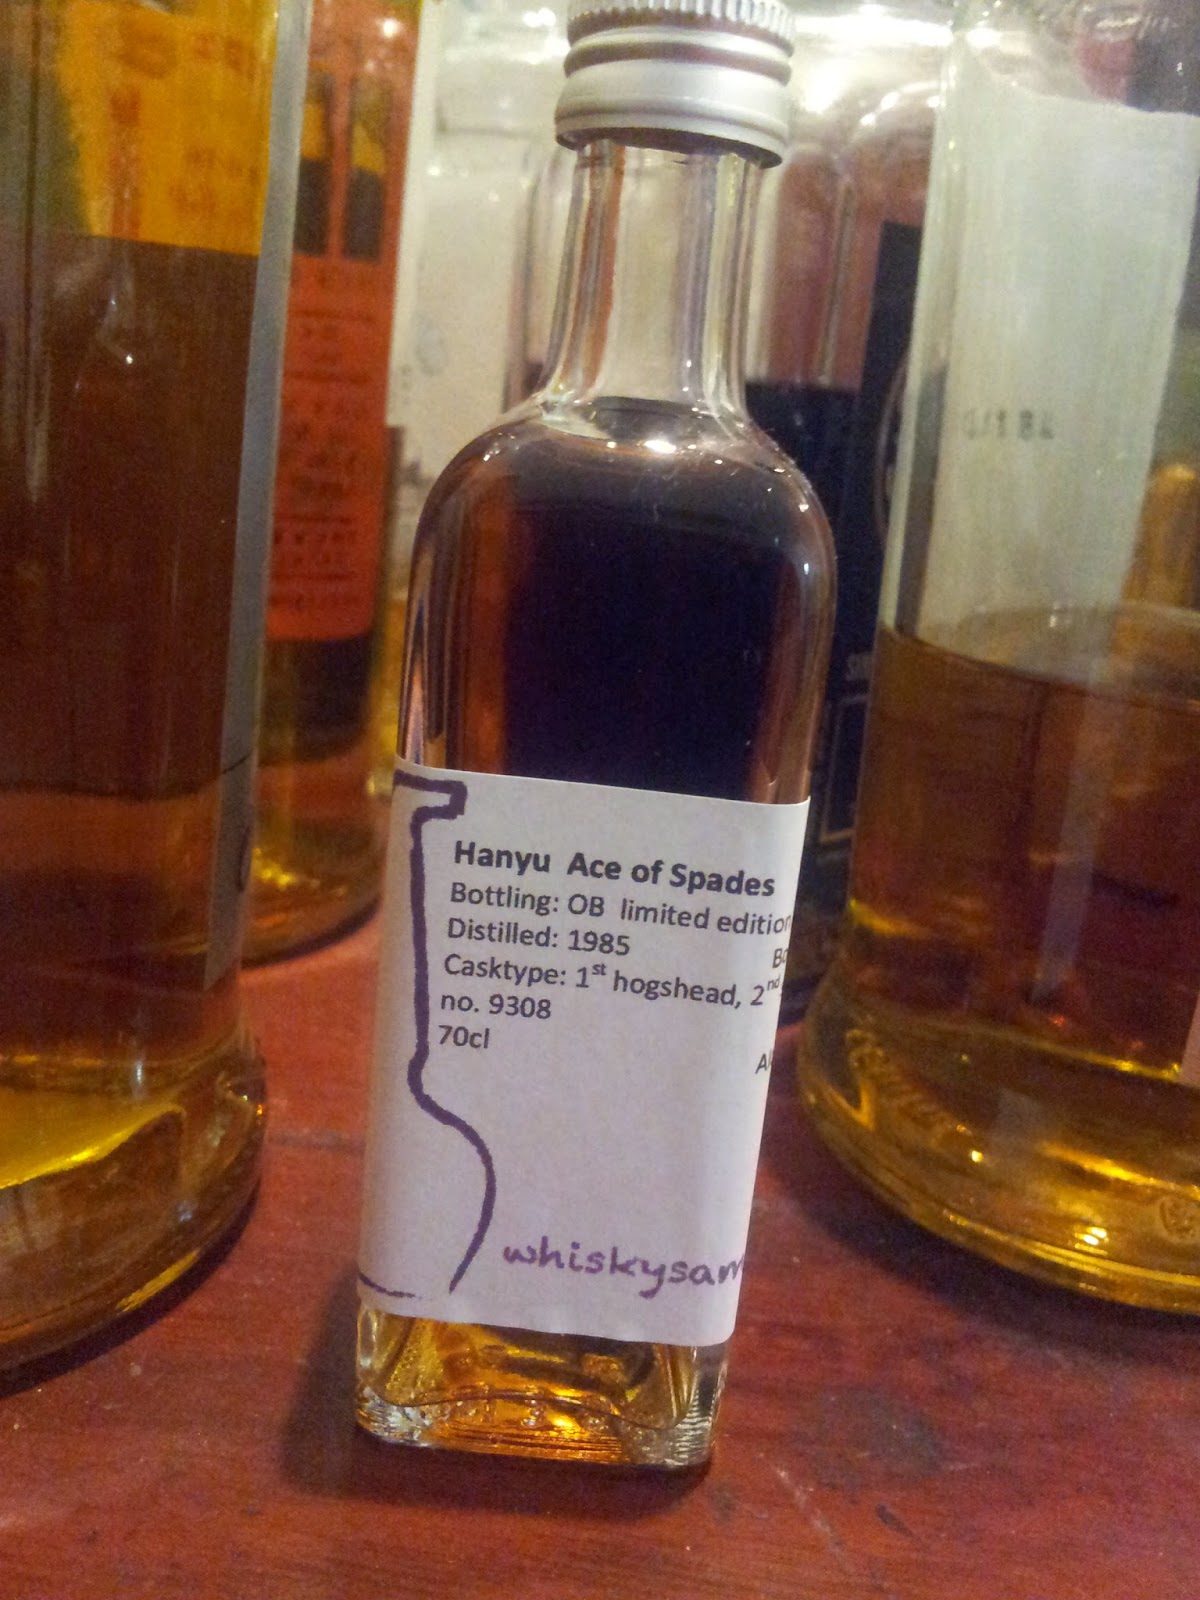 Hanyu Ace of Spades
Bottling: OB limited edition
Distilled: 1985
Casktype: 1st hogshead, 2nd
no. 9308
70cl
whiskysam